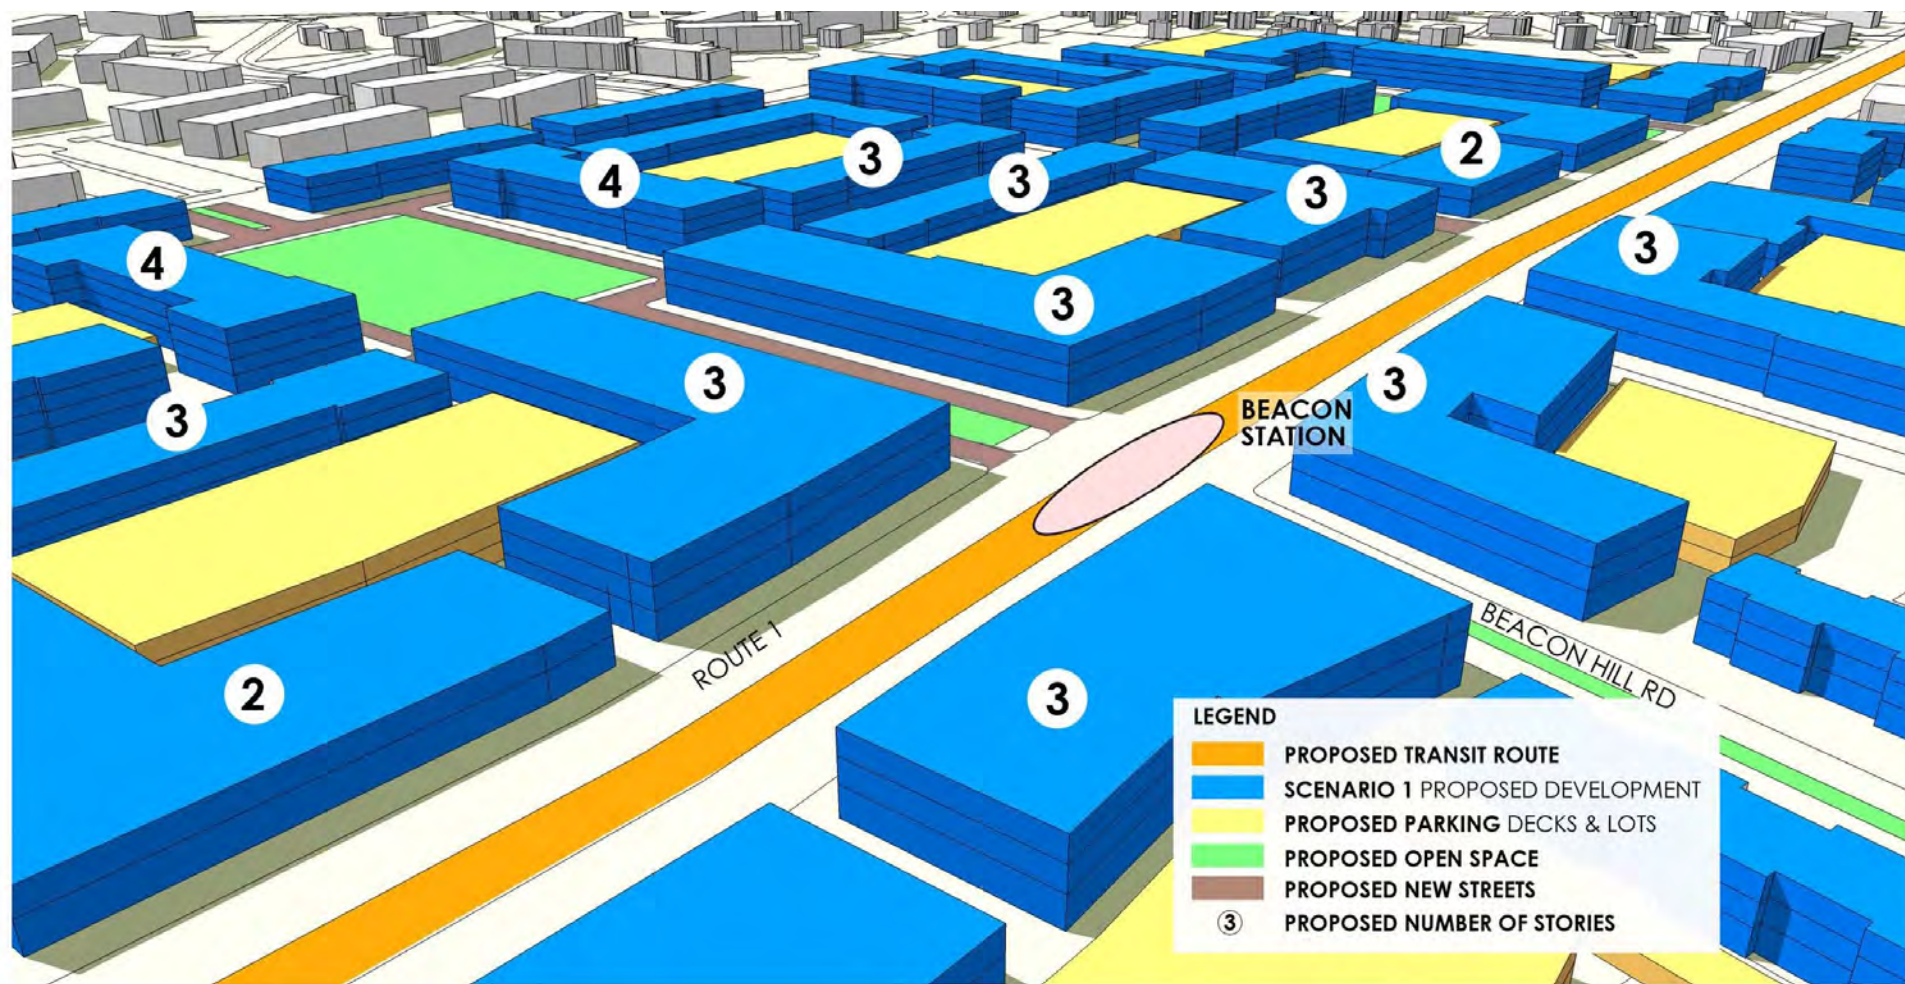 2
3
4
3
3
3
4
3
3
3
3
BEACON
STATION
3
ROUTE 1
BEACON HILL RD
2
3
LEGEND
PROPOSED TRANSIT ROUTE
SCENARIO 1 PROPOSED DEVELOPMENT
PROPOSED PARKING DECKS & LOTS
PROPOSED OPEN SPACE
PROPOSED NEW STREETS
3 PROPOSED NUMBER OF STORIES